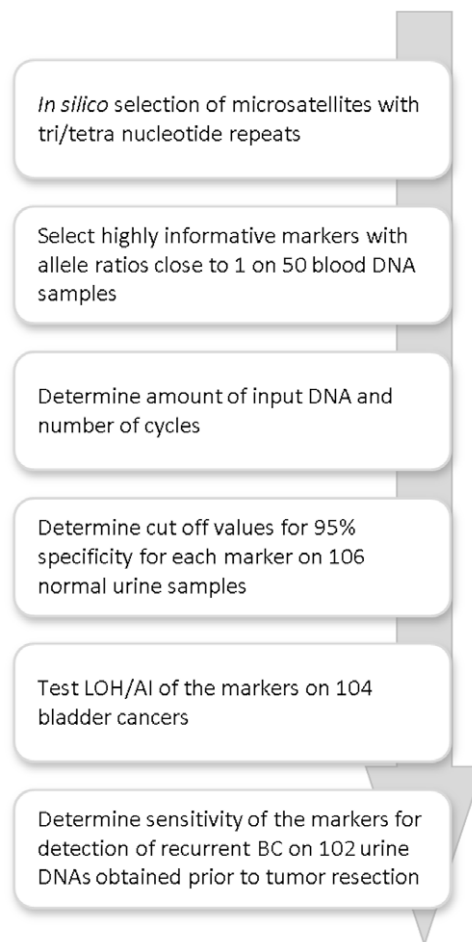 In silico selection of microsatellites with
tri/tetra nucleotide repeats
Select highly informative markers with
allele ratios close to 1 on 50 blood DNA
samples
Determine amount of input DNA and
number of cycles
Determine cut off values for 95%
specificity for each marker on 106
normal urine samples
Test LOH/AI of the markers on 104
bladder cancers
Determine sensitivity of the markers for
detection of recurrent BC on 102 urine
DNAs obtained prior to tumor resection